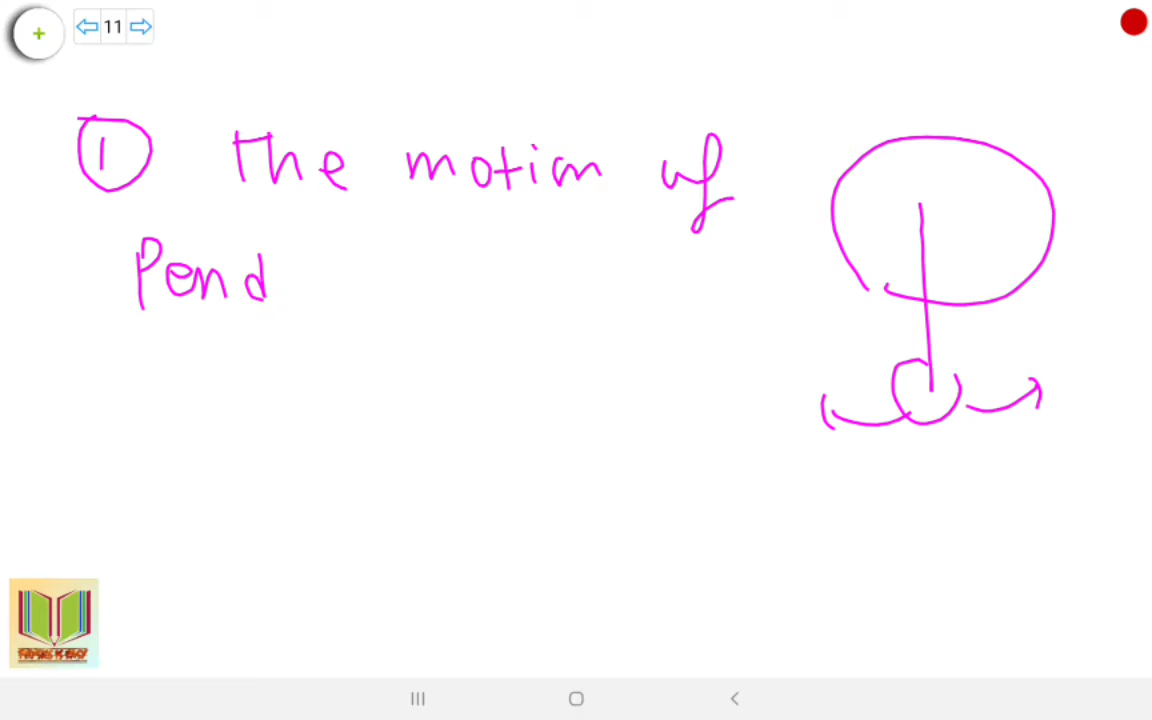 11
① The motion of
Pend